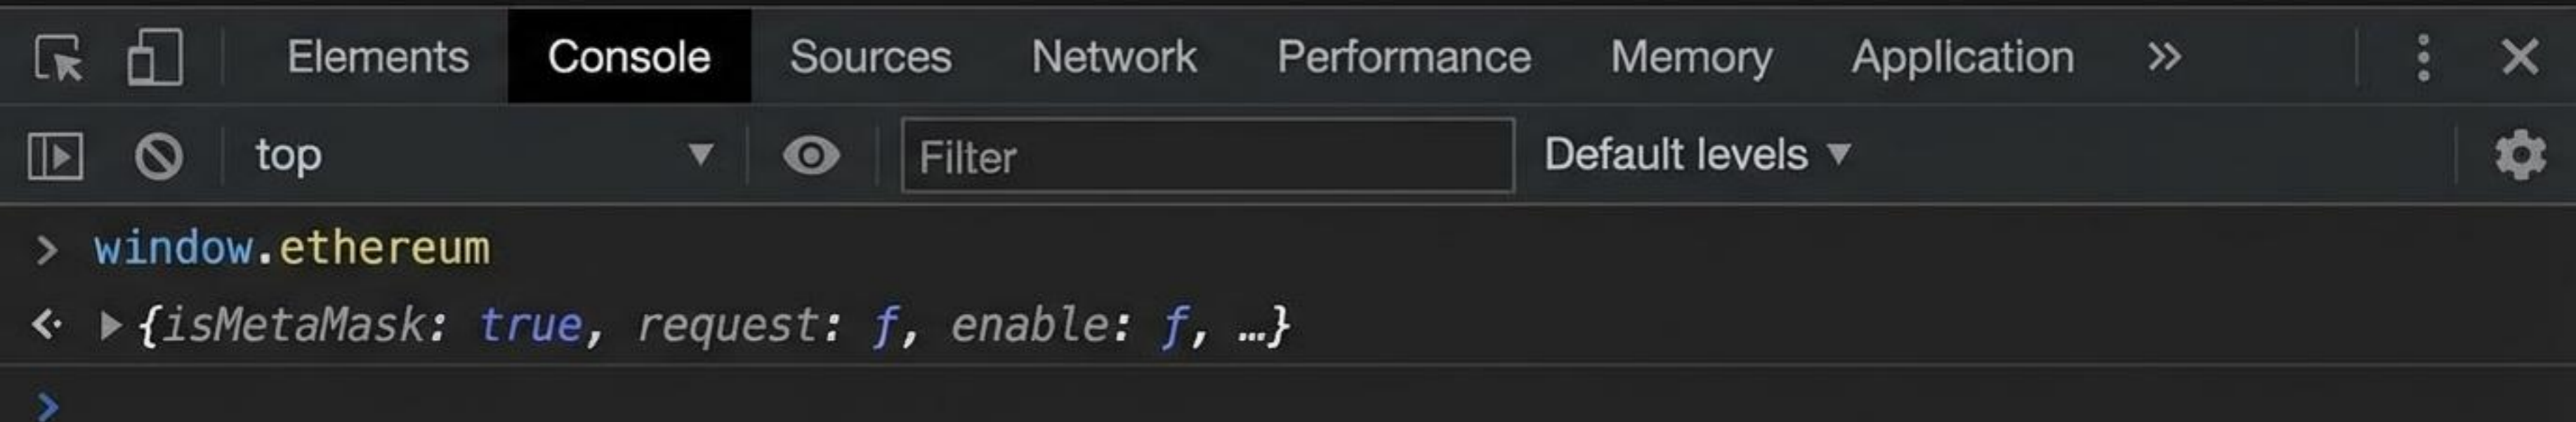 Elements Console Sources Network Performance Memory Application »
top Filter Default levels
> window.ethereum
{isMetaMask: true, request: ƒ, enable: ƒ, …}
>